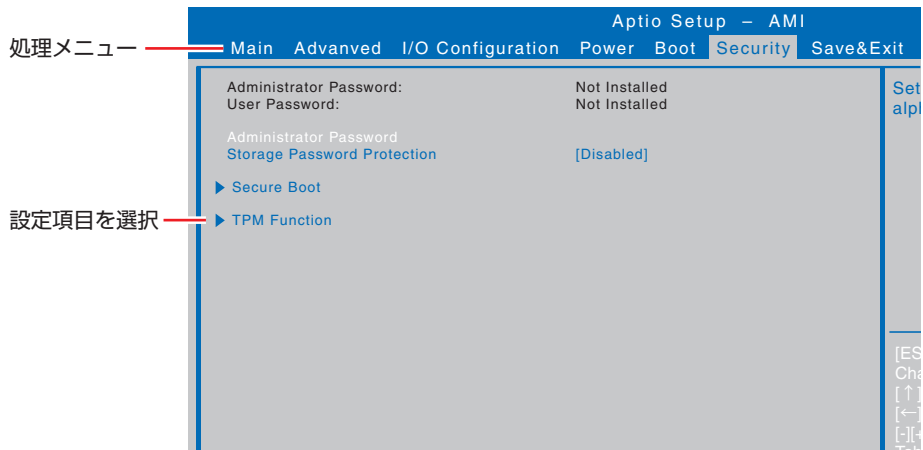 Aptio Setup – AMI
処理メニュー
Main Advanved I/O Configuration Power Boot Security Save&Exit
Administrator Password: Not Installed
User Password: Not Installed
Administrator Password
Storage Password Protection [Disabled]
Secure Boot
設定項目を選択
TPM Function
Set
[↑]
[←]